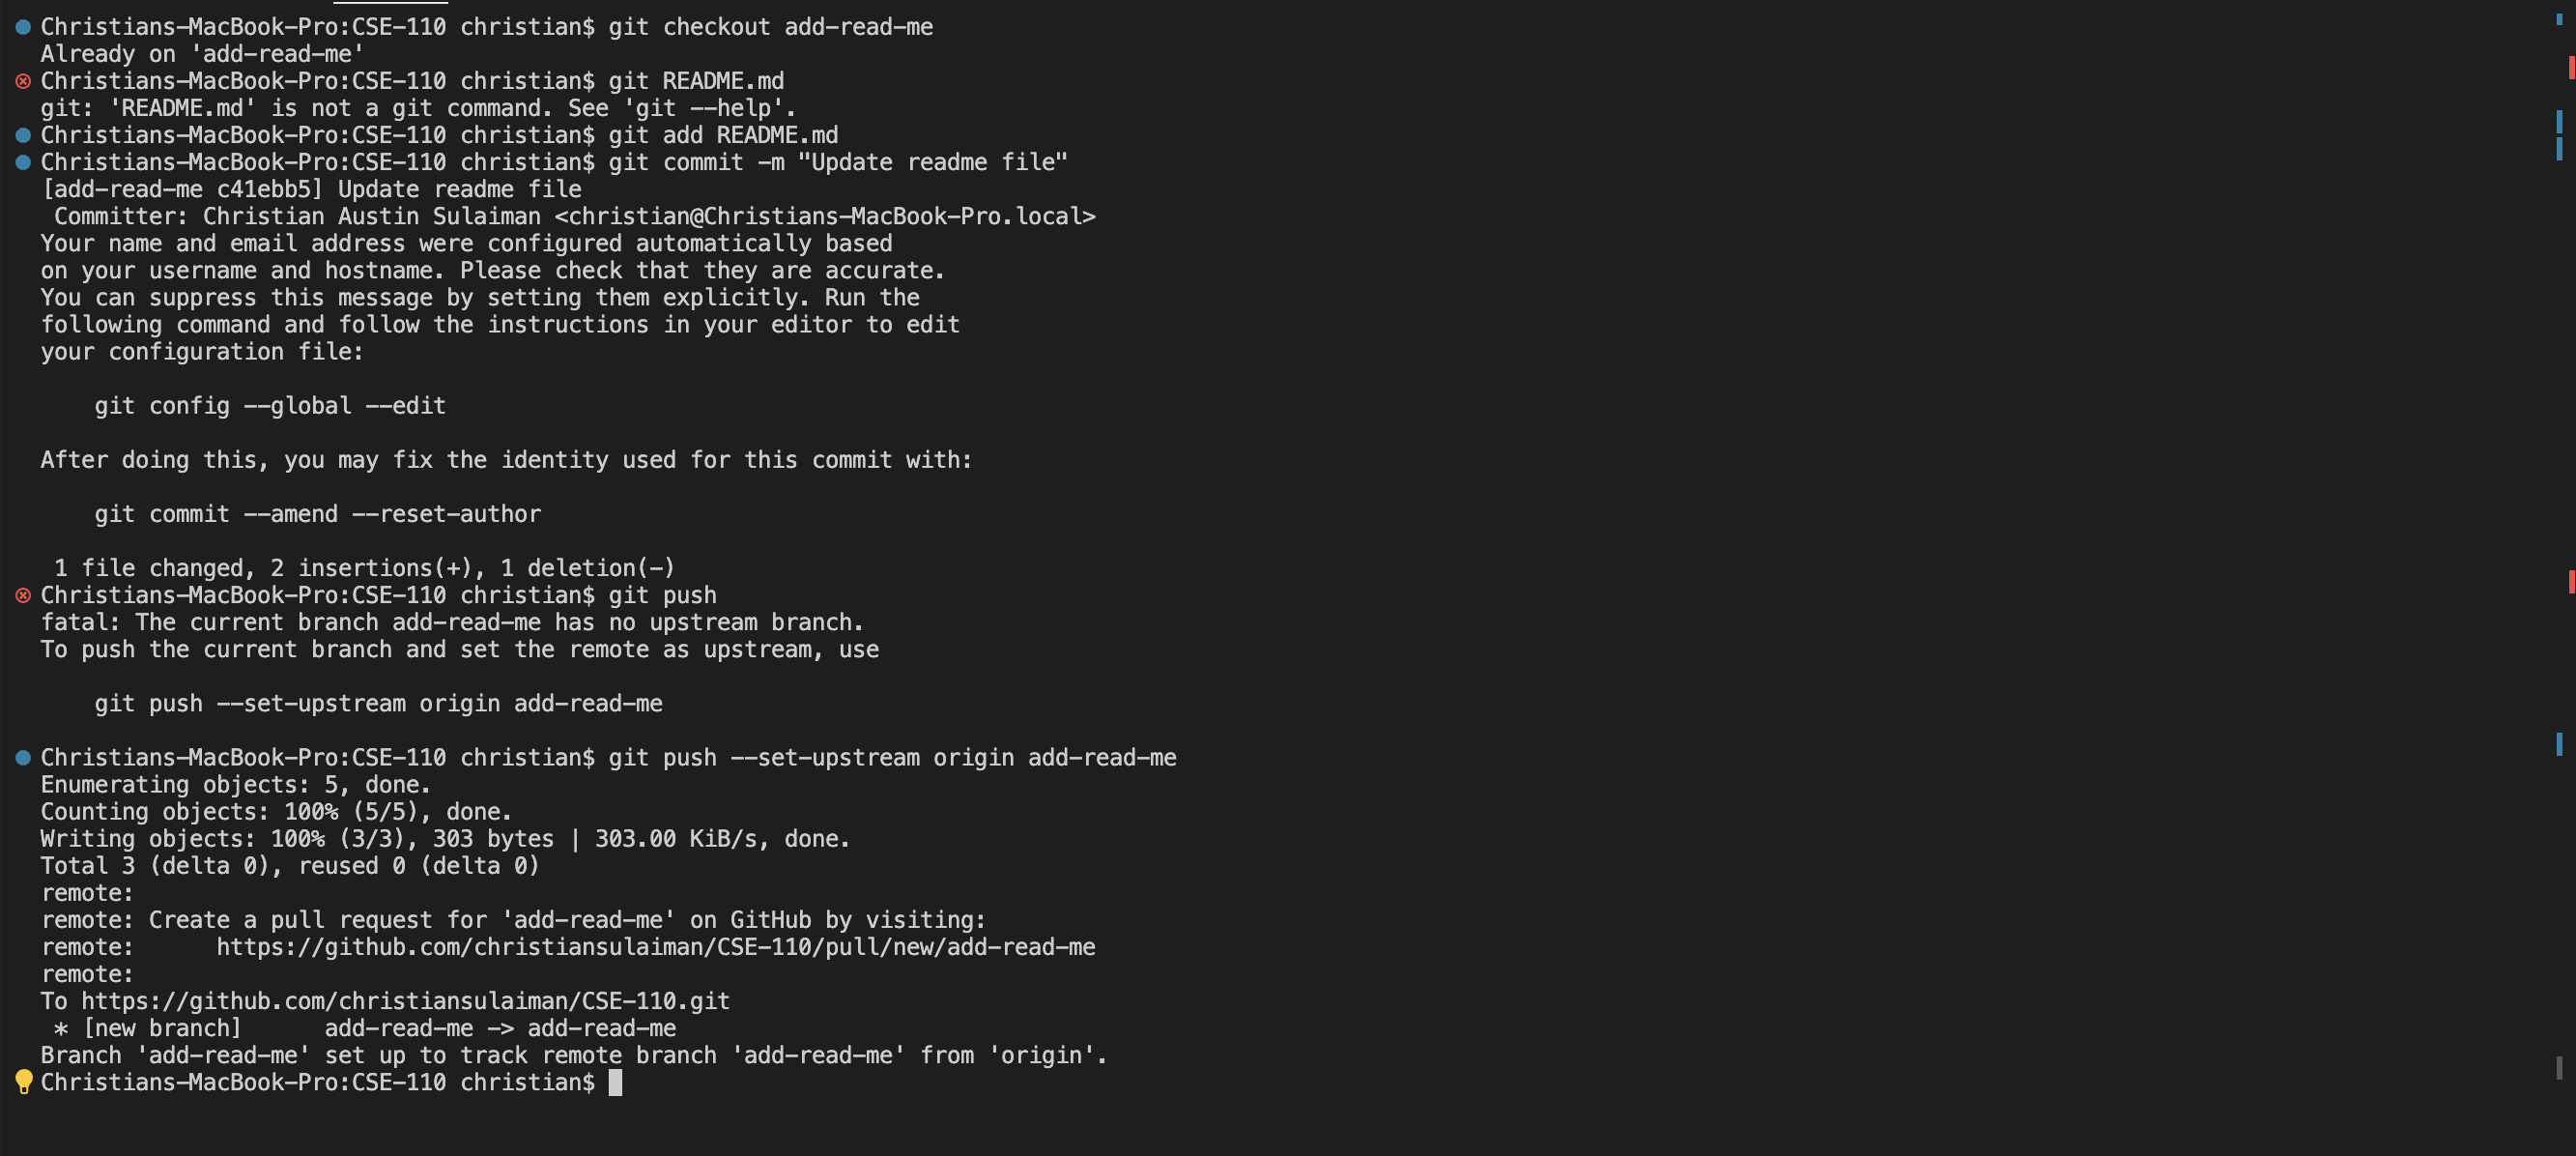 Christians-MacBook-Pro:CSE-110 christian$ git checkout add-read-me
Already on 'add-read-me'
Christians-MacBook-Pro:CSE-110 christian$ git README.md
git: 'README.md' is not a git command. See 'git --help'.
Christians-MacBook-Pro:CSE-110 christian$ git add README.md
Christians-MacBook-Pro:CSE-110 christian$ git commit -m "Update readme file"
[add-read-me c41ebb5] Update readme file
 Committer: Christian Austin Sulaiman <christian@Christians-MacBook-Pro.local>
Your name and email address were configured automatically based
on your username and hostname. Please check that they are accurate.
You can suppress this message by setting them explicitly. Run the
following command and follow the instructions in your editor to edit
your configuration file:

    git config --global --edit

After doing this, you may fix the identity used for this commit with:

    git commit --amend --reset-author

 1 file changed, 2 insertions(+), 1 deletion(-)
Christians-MacBook-Pro:CSE-110 christian$ git push
fatal: The current branch add-read-me has no upstream branch.
To push the current branch and set the remote as upstream, use

    git push --set-upstream origin add-read-me

Christians-MacBook-Pro:CSE-110 christian$ git push --set-upstream origin add-read-me
Enumerating objects: 5, done.
Counting objects: 100% (5/5), done.
Writing objects: 100% (3/3), 303 bytes | 303.00 KiB/s, done.
Total 3 (delta 0), reused 0 (delta 0)
remote:
remote: Create a pull request for 'add-read-me' on GitHub by visiting:
remote:      https://github.com/christiansulaiman/CSE-110/pull/new/add-read-me
remote:
To https://github.com/christiansulaiman/CSE-110.git
 * [new branch]      add-read-me -> add-read-me
Branch 'add-read-me' set up to track remote branch 'add-read-me' from 'origin'.
Christians-MacBook-Pro:CSE-110 christian$